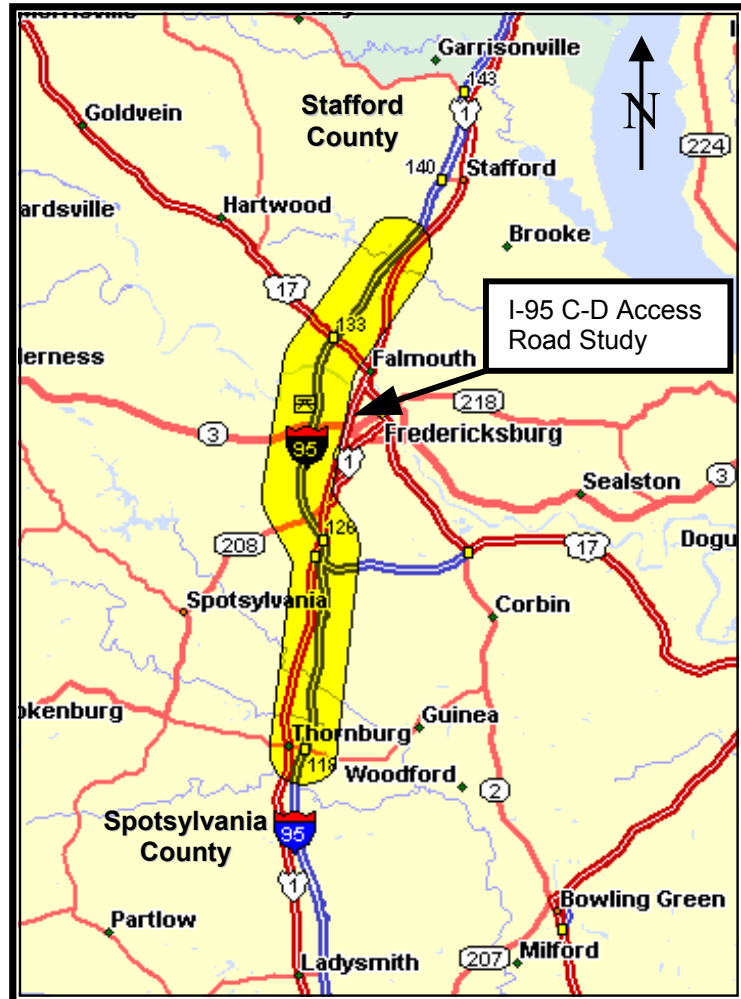 Garrisonville
143
Stafford
County
1
N
Goldvein
224
140
Stafford
ardsville
Hartwood
Brooke
17
I-95 C-D Access
Road Study
133
erness
Falmouth
218
3
95
Fredericksburg
1
Sealston
3
126
208
17
Dogu
Spotsylvania
Corbin
okenburg
Guinea
Thornburg
118
Woodford
2
Spotsylvania
County
95
1
Bowling Green
Partlow
207
Milford
Ladysmith